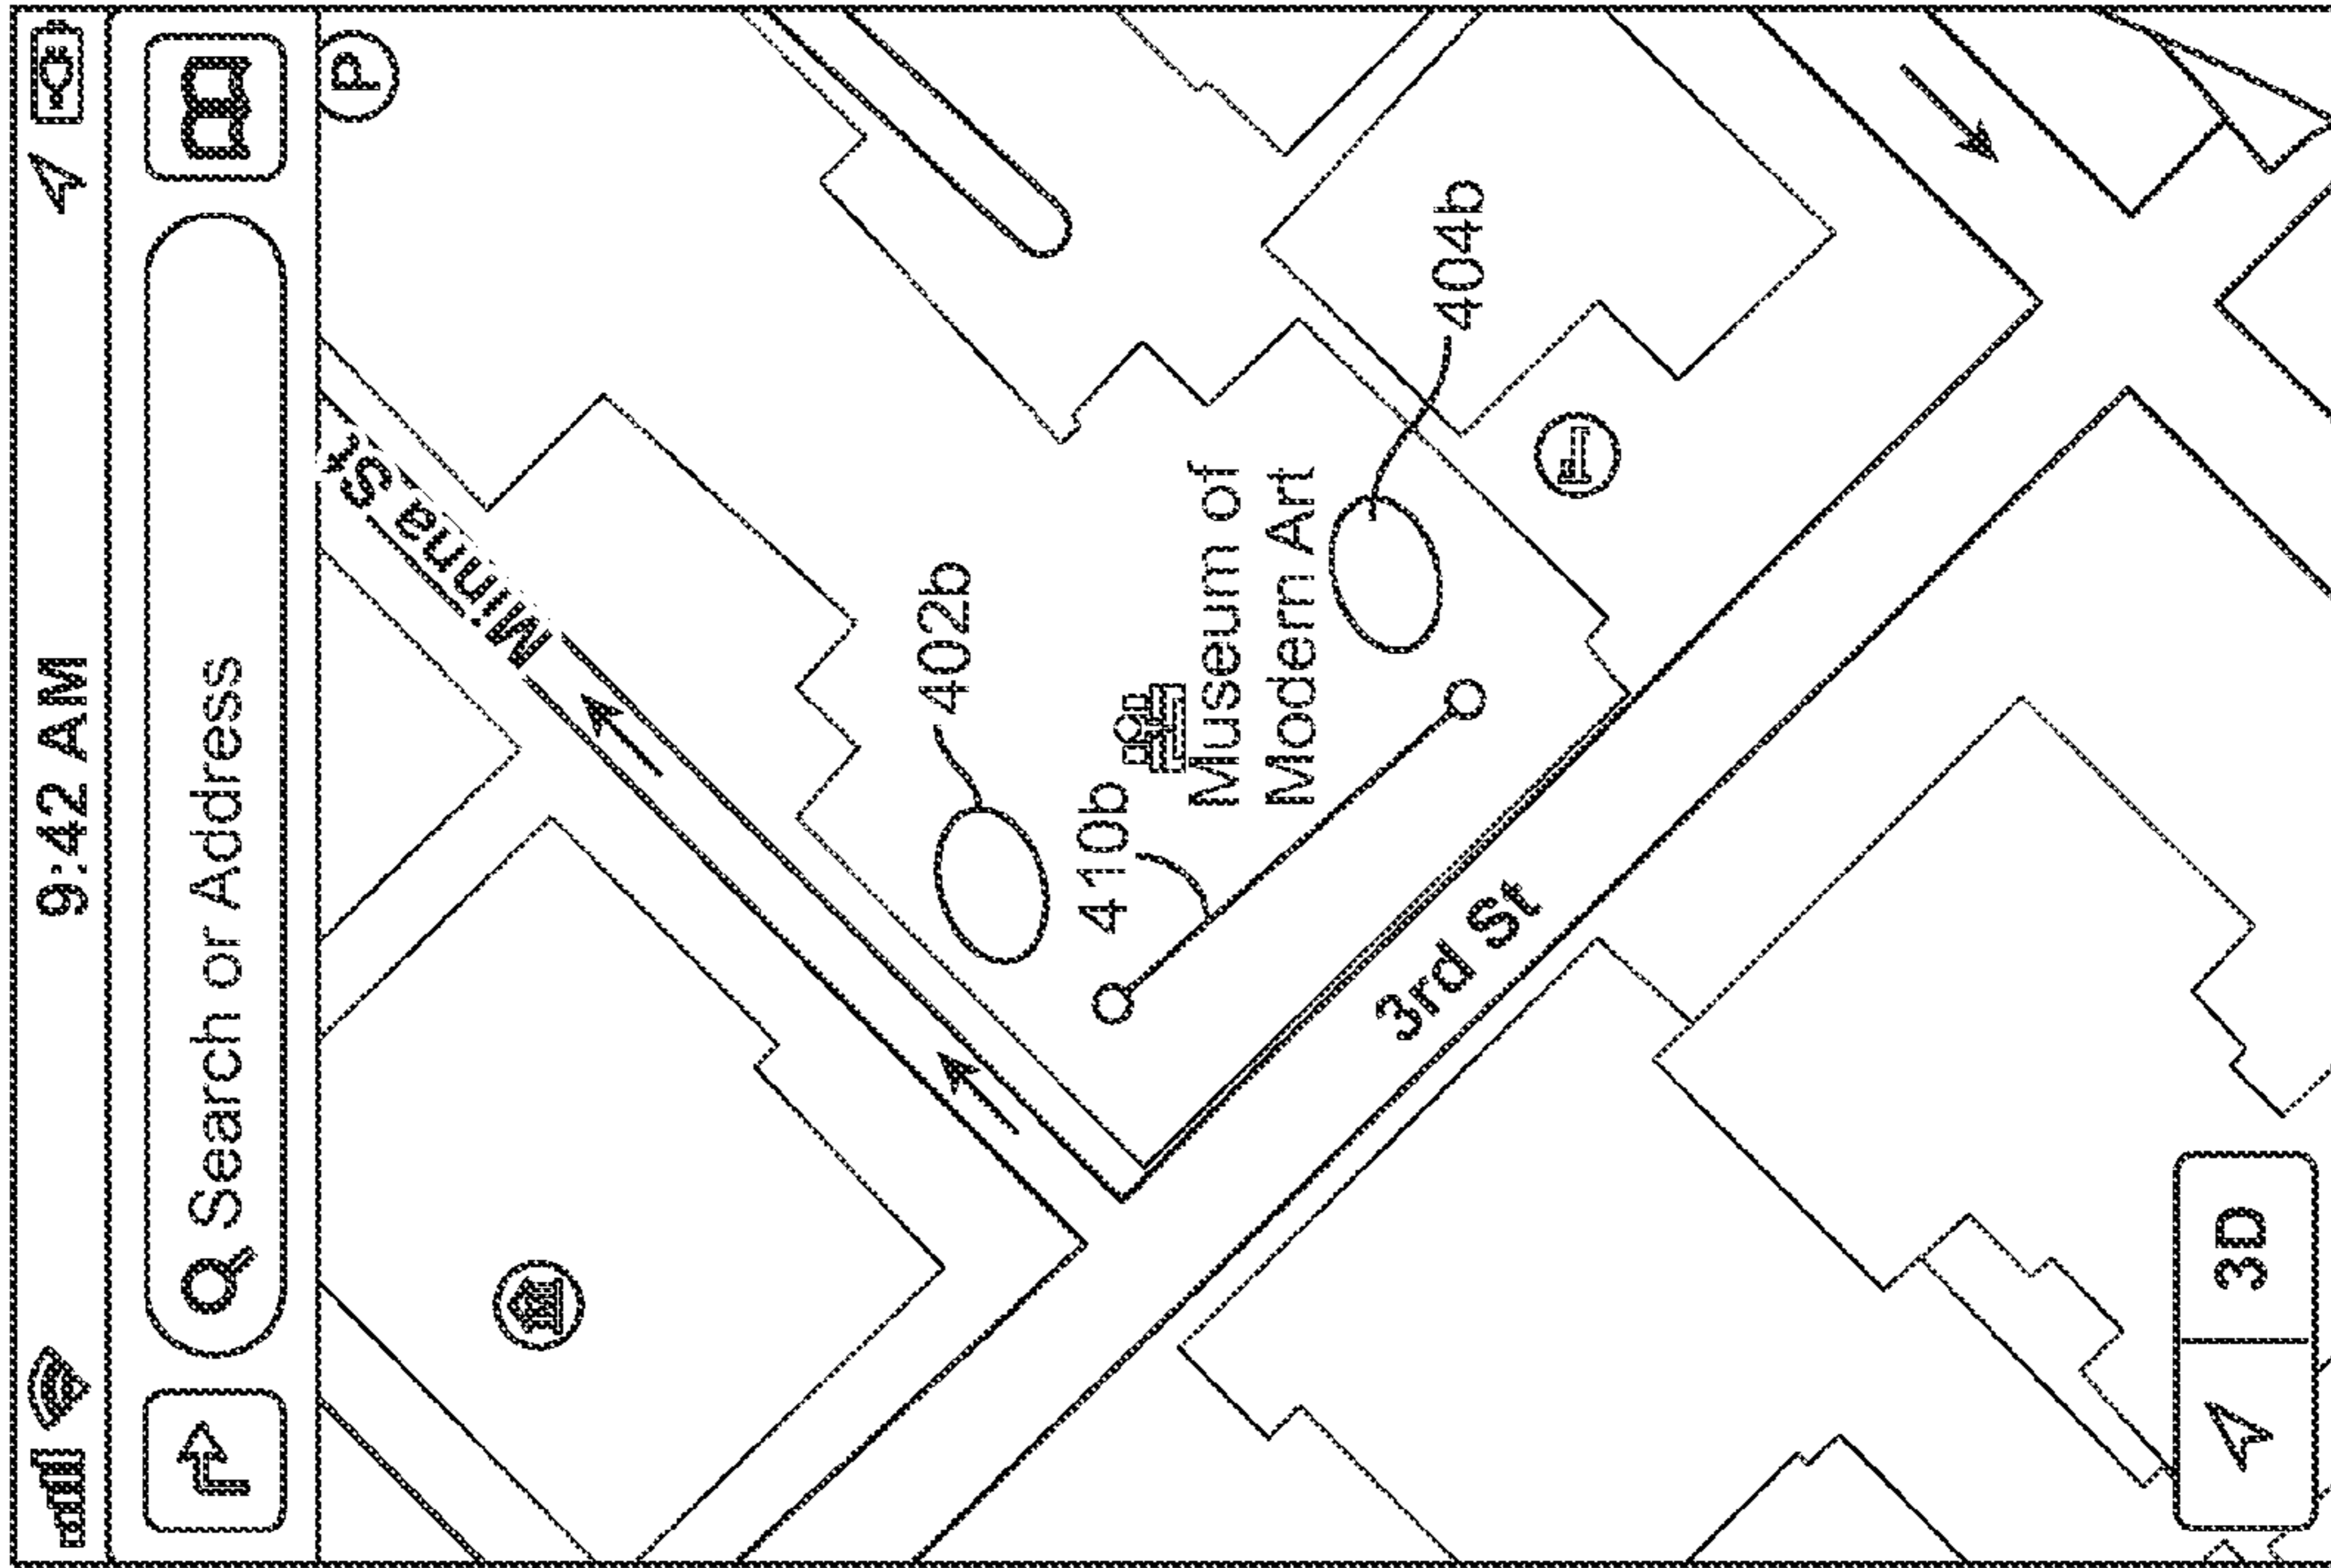 9:42 AM
Search or Address
P
Minna St
402b
404b
410b
Museum of
Modern Art
3rd St
3D